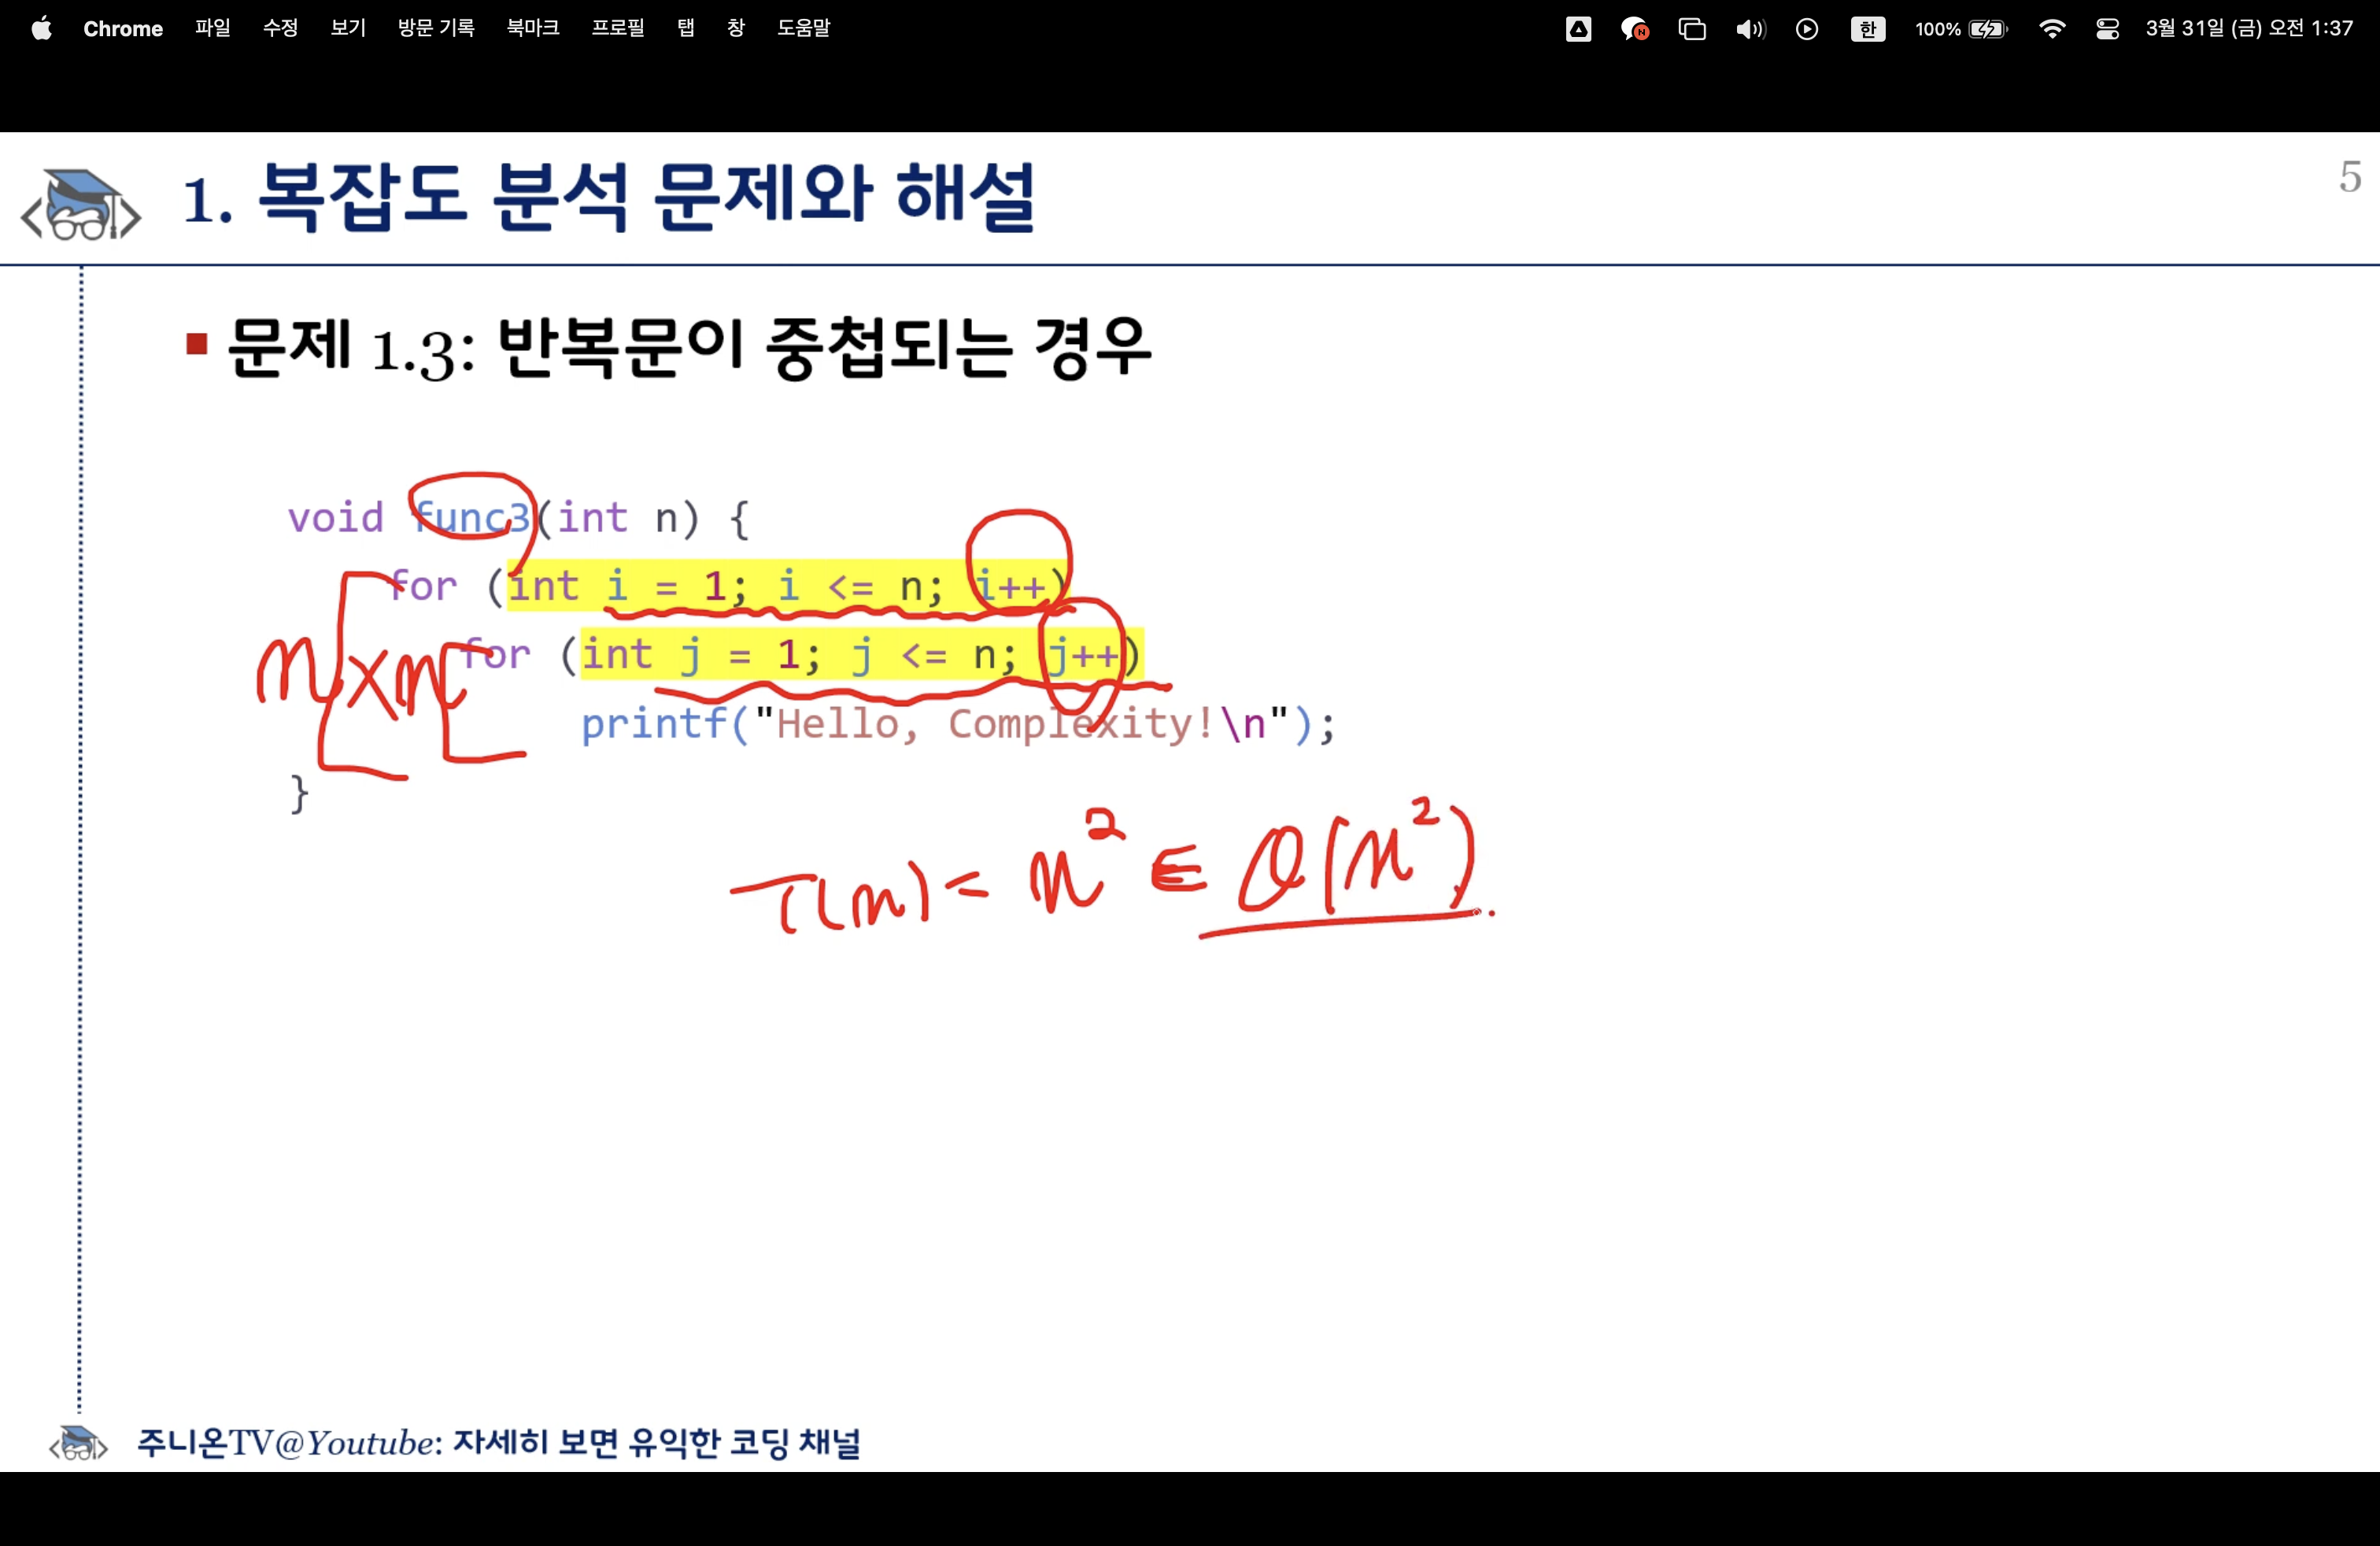 Chrome 파일 수정 보기 방문 기록 북마크 프로필 탭 창 도움말 한 100% 3월 31일 (금) 오전 1:37
1. 복잡도 분석 문제와 해설
5
문제 1.3: 반복문이 중첩되는 경우
void func3(int n) {
for (int i = 1; i <= n; i++)
n × n
for (int j = 1; j <= n; j++)
printf("Hello, Complexity!\n");
}
T(n) = n² ∈ O(n²)
주니온TV@Youtube: 자세히 보면 유익한 코딩 채널